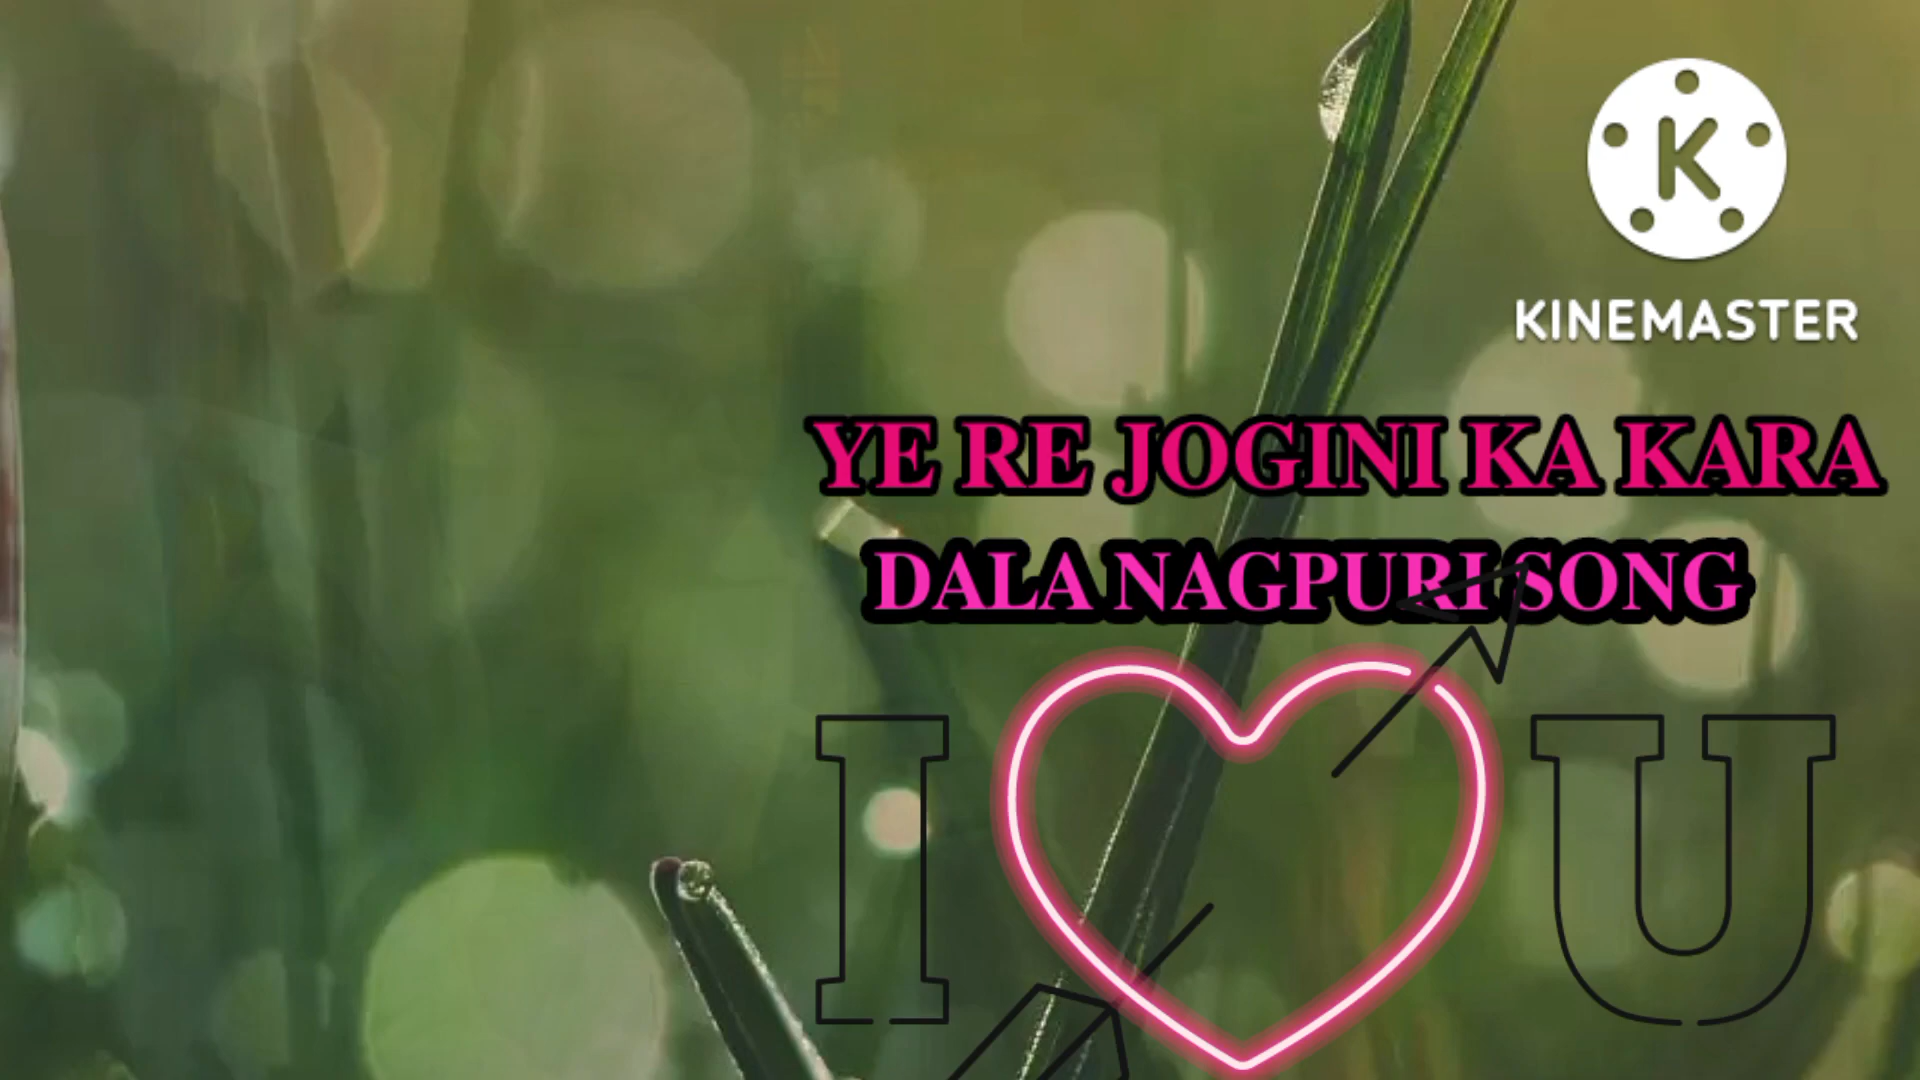 K
KINEMASTER
YE RE JOGINI KA KARA
DALA NAGPURI SONG
I U